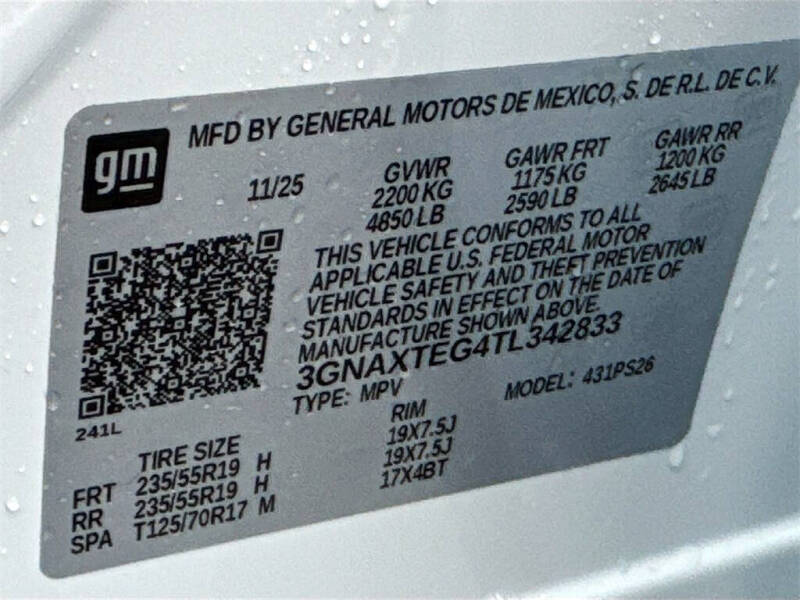 gm
MFD BY GENERAL MOTORS DE MEXICO, S. DE R.L. DE C.V.
11/25
GVWR
2200 KG
4850 LB
GAWR FRT
1175 KG
2590 LB
GAWR RR
1200 KG
2645 LB
THIS VEHICLE CONFORMS TO ALL
APPLICABLE U.S. FEDERAL MOTOR
VEHICLE SAFETY AND THEFT PREVENTION
STANDARDS IN EFFECT ON THE DATE OF
MANUFACTURE SHOWN ABOVE.
3GNAXTEG4TL342833
TYPE: MPV MODEL: 431PS26
241L
TIRE SIZE RIM
FRT 235/55R19 H 19X7.5J
RR 235/55R19 H 19X7.5J
SPA T125/70R17 M 17X4BT